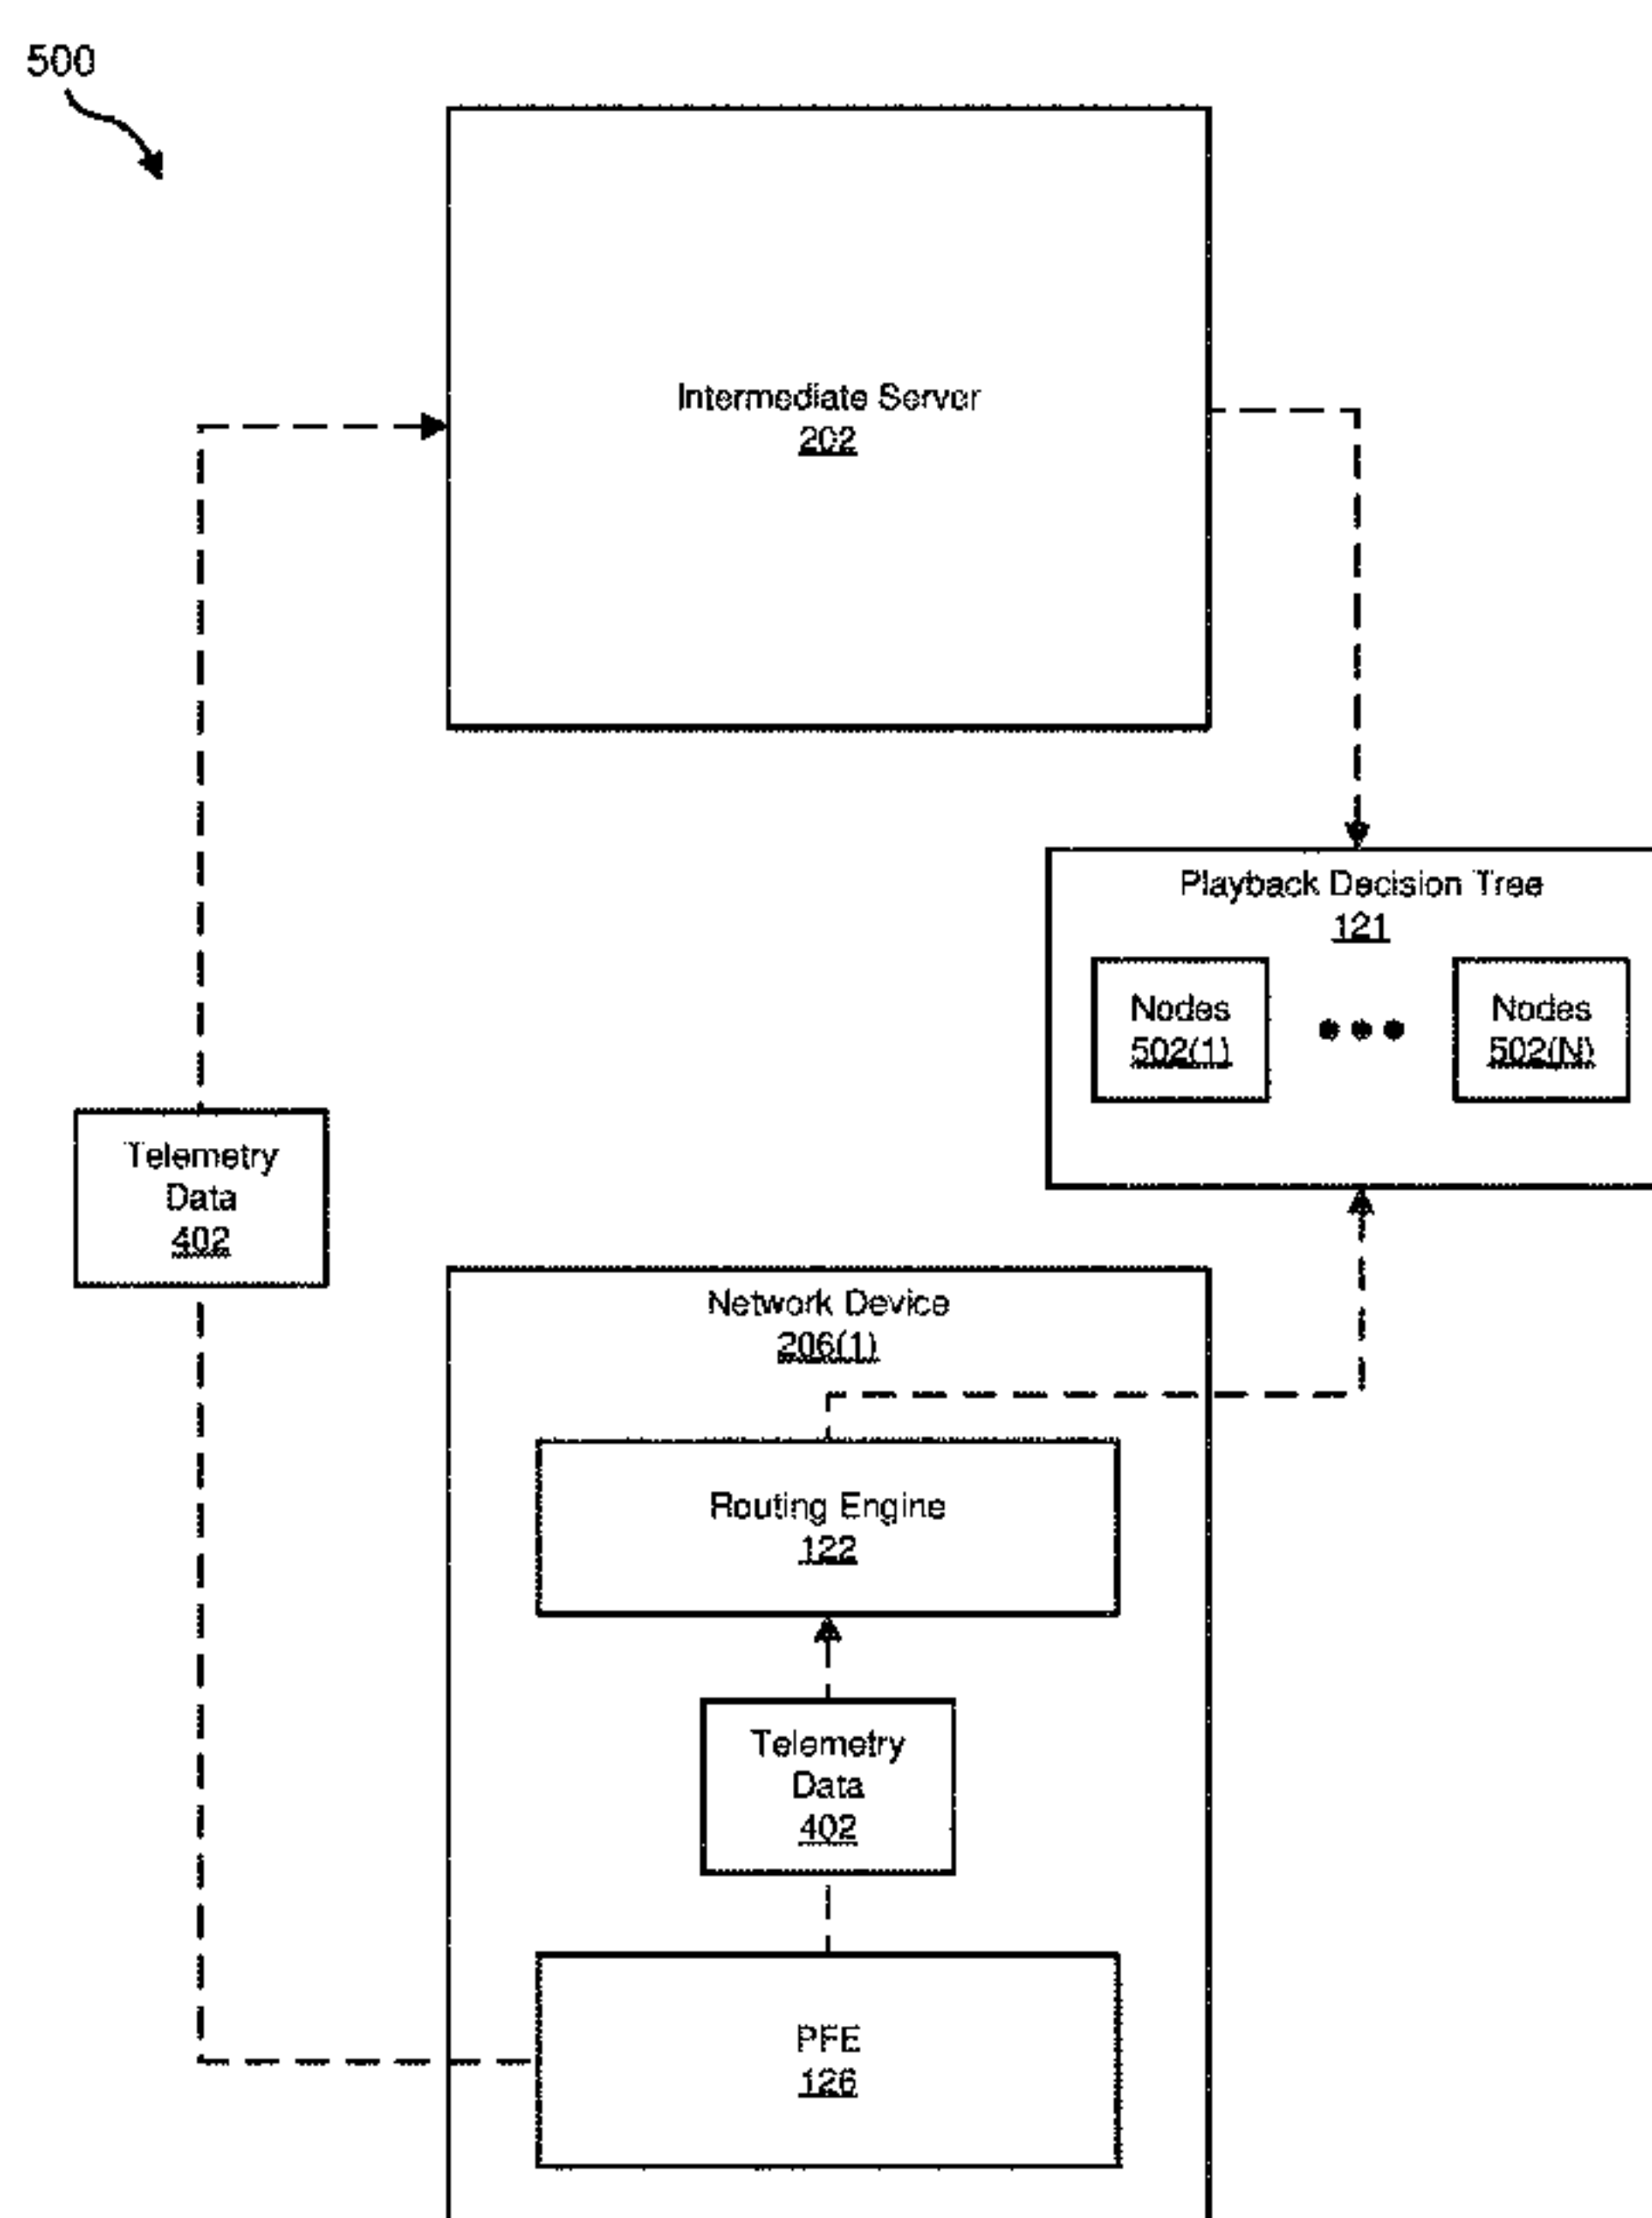 500
Intermediate Server
202
Playback Decision Tree
121
Nodes
502(1)
Nodes
502(N)
Telemetry
Data
402
Network Device
206(1)
Routing Engine
122
Telemetry
Data
402
PFE
126